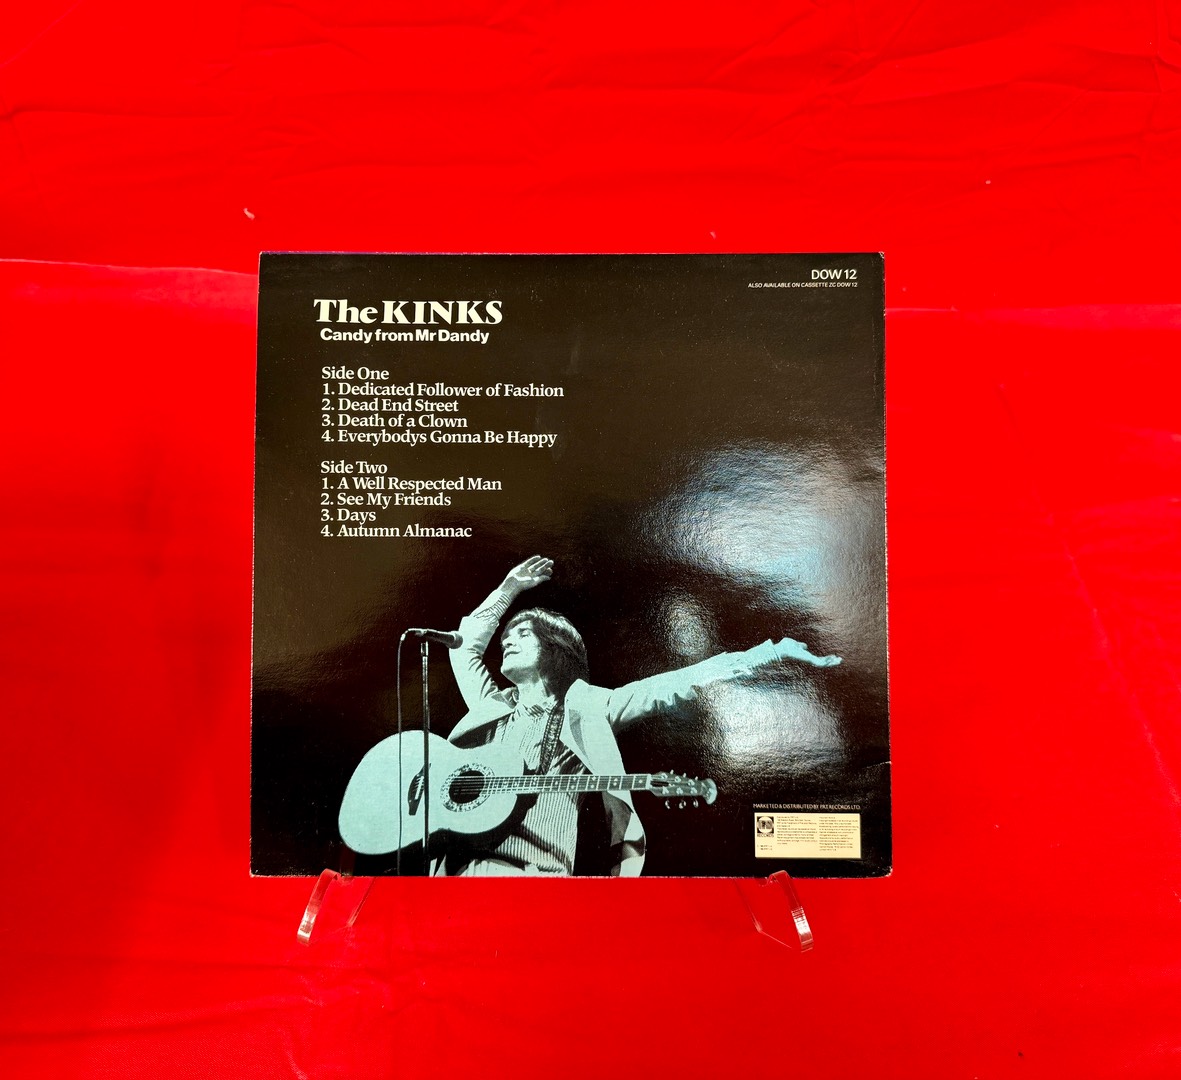 DOW 12
ALSO AVAILABLE ON CASSETTE ZC DOW 12
The KINKS
Candy from Mr Dandy
Side One
1. Dedicated Follower of Fashion
2. Dead End Street
3. Death of a Clown
4. Everybodys Gonna Be Happy
Side Two
1. A Well Respected Man
2. See My Friends
3. Days
4. Autumn Almanac
MARKETED & DISTRIBUTED BY PRT RECORDS LTD.